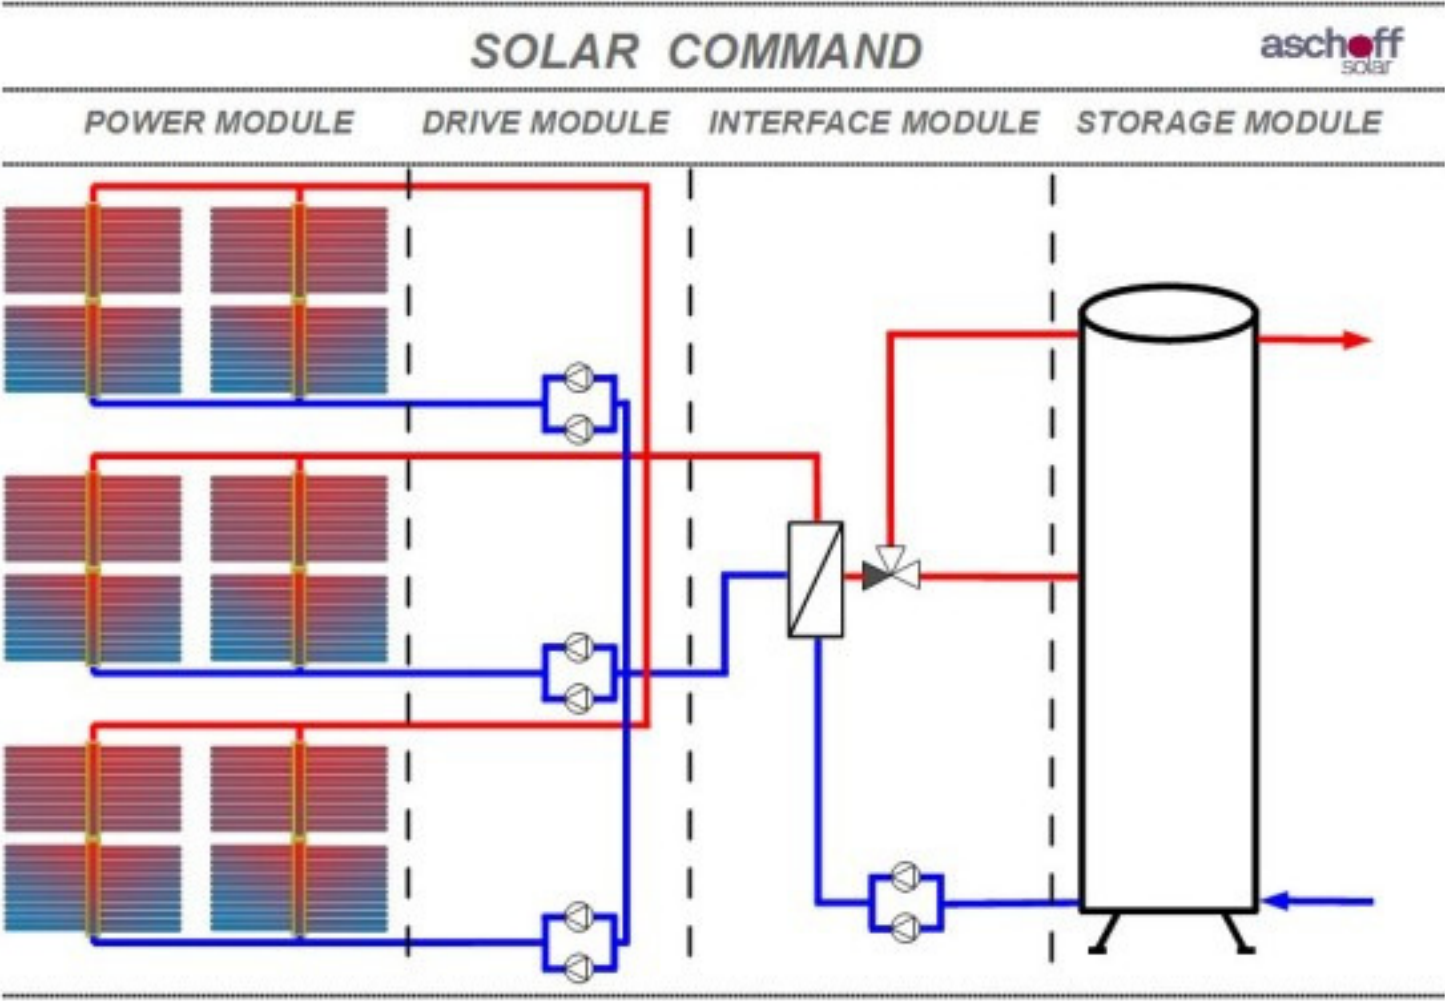 SOLAR COMMAND
aschoff
solar
POWER MODULE DRIVE MODULE INTERFACE MODULE STORAGE MODULE